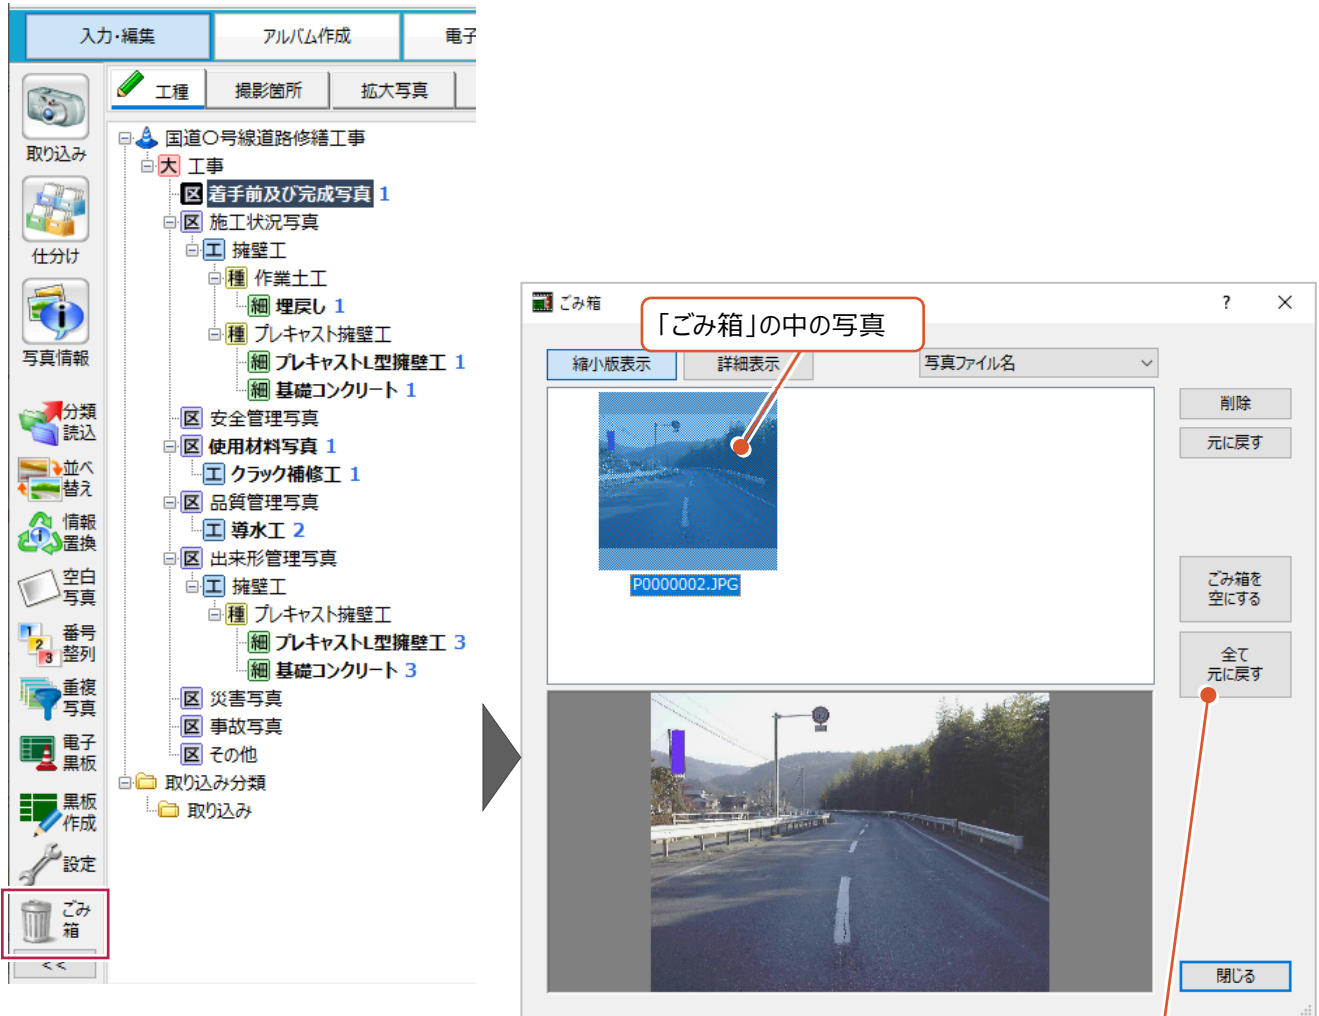 入力・編集
アルバム作成
電子
工種
撮影箇所
拡大写真
取り込み
仕分け
写真情報
分類
読込
並べ
替え
情報
置換
空白
写真
1
2
3
番号
整列
重複
写真
電子
黒板
黒板
作成
設定
ごみ
箱
<<
国道〇号線道路修繕工事
大 工事
区 着手前及び完成写真 1
区 施工状況写真
工 擁壁工
種 作業土工
細 埋戻し 1
種 プレキャスト擁壁工
細 プレキャストL型擁壁工 1
細 基礎コンクリート 1
区 安全管理写真
区 使用材料写真 1
工 クラック補修工 1
区 品質管理写真
工 導水工 2
区 出来形管理写真
工 擁壁工
種 プレキャスト擁壁工
細 プレキャストL型擁壁工 3
細 基礎コンクリート 3
区 災害写真
区 事故写真
区 その他
取り込み分類
取り込み
ごみ箱
?
「ごみ箱」の中の写真
縮小版表示
詳細表示
写真ファイル名
P0000002.JPG
削除
元に戻す
ごみ箱を
空にする
全て
元に戻す
閉じる